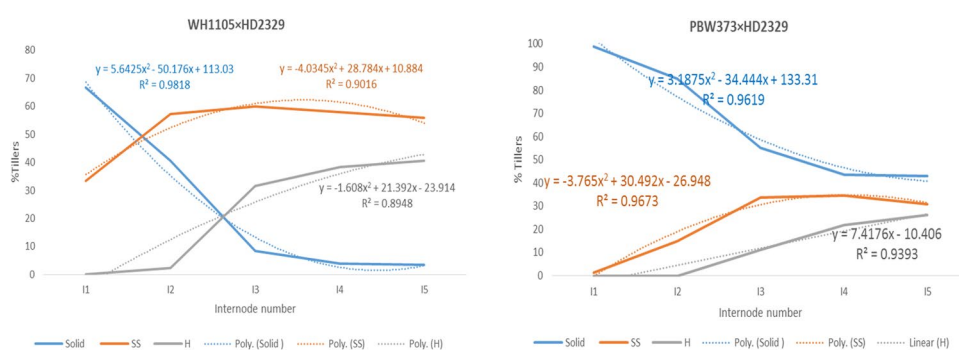 WH1105×HD2329
80
70
60
50
40
30
20
10
0
%Tillers
y = 5.6425x² - 50.176x + 113.03
R² = 0.9818
y = -4.0345x² + 28.784x + 10.884
R² = 0.9016
y = -1.608x² + 21.392x - 23.914
R² = 0.8948
I1 I2 I3 I4 I5
Internode number
Solid SS H Poly. (Solid ) Poly. (SS) Poly. (H)
PBW373×HD2329
100
90
80
70
60
50
40
30
20
10
0
% Tillers
y = 3.1875x² - 34.444x + 133.31
R² = 0.9619
y = -3.765x² + 30.492x - 26.948
R² = 0.9673
y = 7.4176x - 10.406
R² = 0.9393
I1 I2 I3 I4 I5
Internode number
Solid SS H Poly. (Solid ) Poly. (SS) Linear (H)